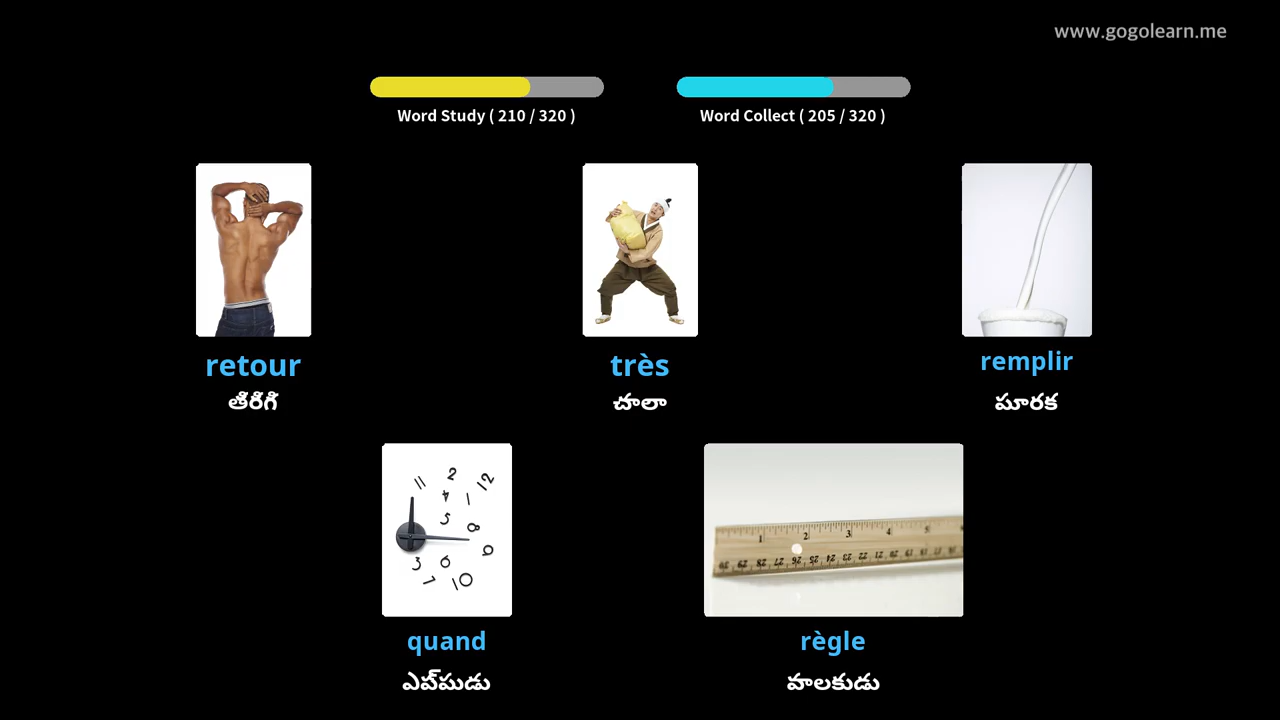 www.gogolearn.me
Word Study ( 210 / 320 )
Word Collect ( 205 / 320 )
retour
très
remplir
తిరిగి
చాలా
పూరక
quand
règle
ఎప్పుడు
పాలకుడు